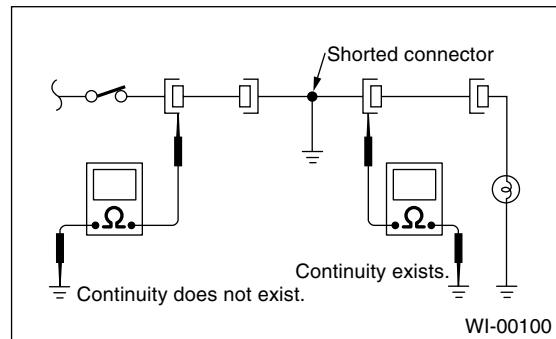 Shorted connector
Ω
Ω
Continuity exists.
Continuity does not exist.
WI-00100